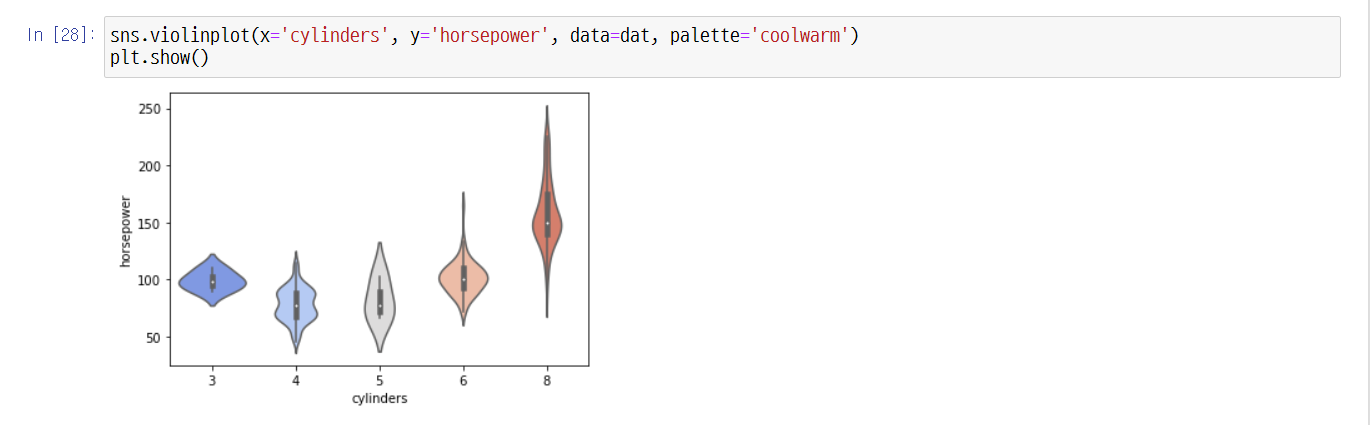 In [28]: sns.violinplot(x='cylinders', y='horsepower', data=dat, palette='coolwarm')
plt.show()
250
200
150
100
50
horsepower
3 4 5 6 8
cylinders